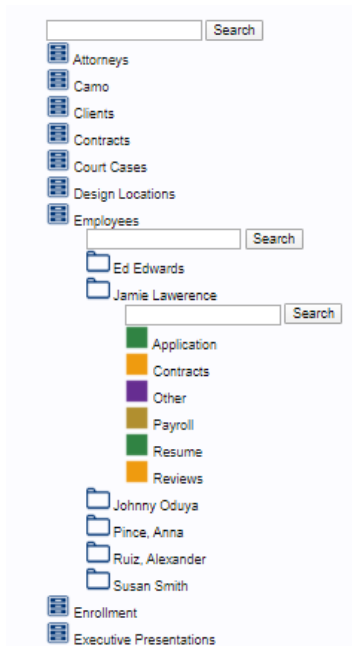 Search
Attorneys
Camo
Clients
Contracts
Court Cases
Design Locations
Employees
Search
Ed Edwards
Jamie Lawerence
Search
Application
Contracts
Other
Payroll
Resume
Reviews
Johnny Oduya
Pince, Anna
Ruiz, Alexander
Susan Smith
Enrollment
Executive Presentations